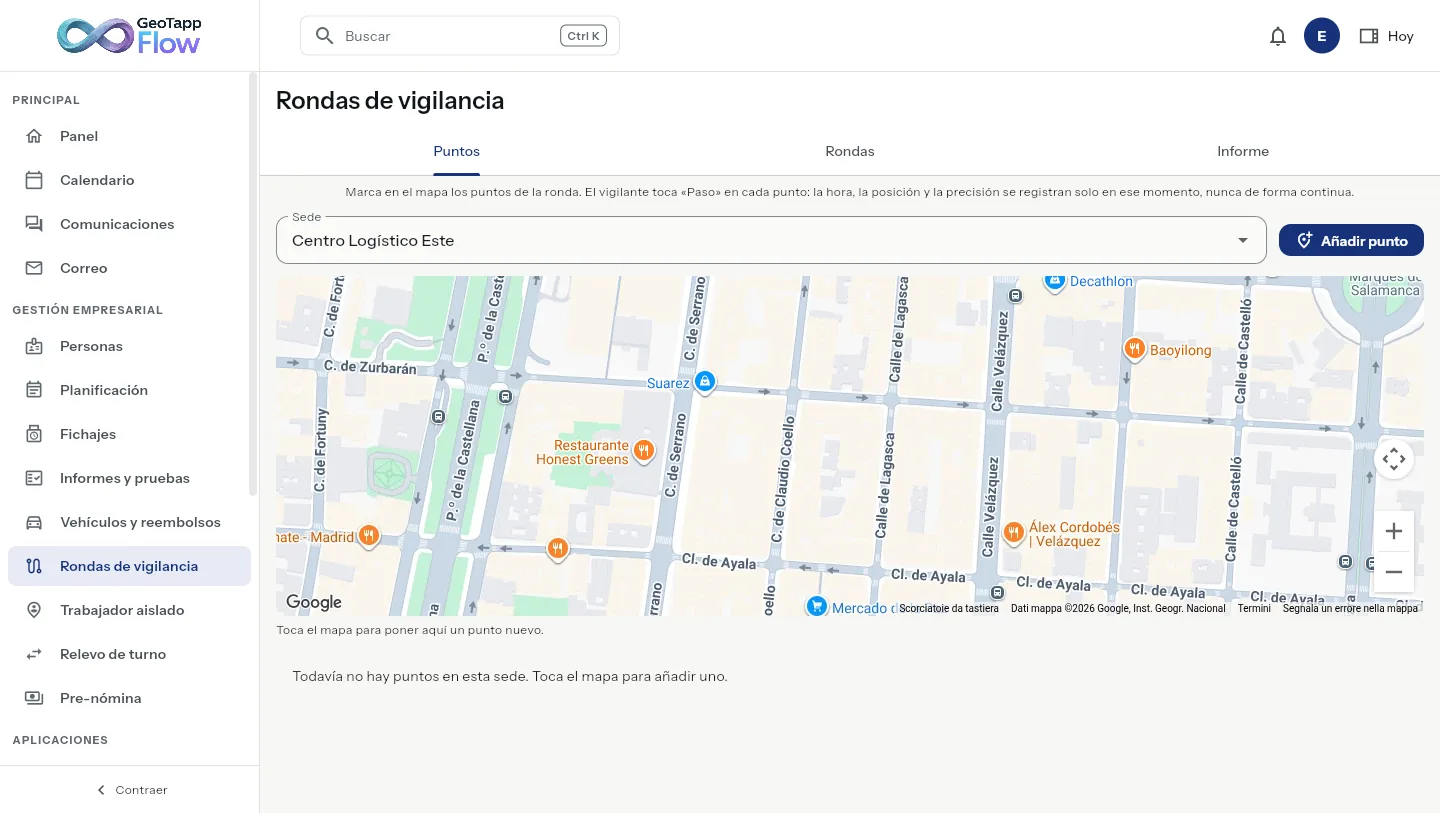 GeoTapp
Flow
Buscar
Ctrl K
E
Hoy
PRINCIPAL
Panel
Calendario
Comunicaciones
Correo
GESTIÓN EMPRESARIAL
Personas
Planificación
Fichajes
Informes y pruebas
Vehículos y reembolsos
Rondas de vigilancia
Trabajador aislado
Relevo de turno
Pre-nómina
APLICACIONES
Contraer
Rondas de vigilancia
Puntos
Rondas
Informe
Marca en el mapa los puntos de la ronda. El vigilante toca «Paso» en cada punto: la hora, la posición y la precisión se registran solo en ese momento, nunca de forma continua.
Sede
Centro Logístico Este
Añadir punto
C. de Fort
P.º de la Caste
C. de Serrano
Calle de Lagasca
Calle Velázquez
Decathlon
Calle de Castelló
Salamanca
Baoyilong
C. de Zurbarán
Suarez
C. de Fortuny
P.º de la Castellana
Restaurante
Honest Greens
C. de Serrano
C. de Claudio Coello
Calle de Lagasca
Calle Velázquez
Calle de Castelló
nate - Madrid
Álex Cordobés
| Velázquez
Cl. de Ayala
Cl. de Ayala
Cl. de Ayala
Cl. de Ayala
Cl. de Ayala
na
rrano
oello
Mercado
Google
Scorciatoie da tastiera
Dati mappa ©2026 Google, Inst. Geogr. Nacional
Termini
Segnala un errore nella mappa
Toca el mapa para poner aquí un punto nuevo.
Todavía no hay puntos en esta sede. Toca el mapa para añadir uno.